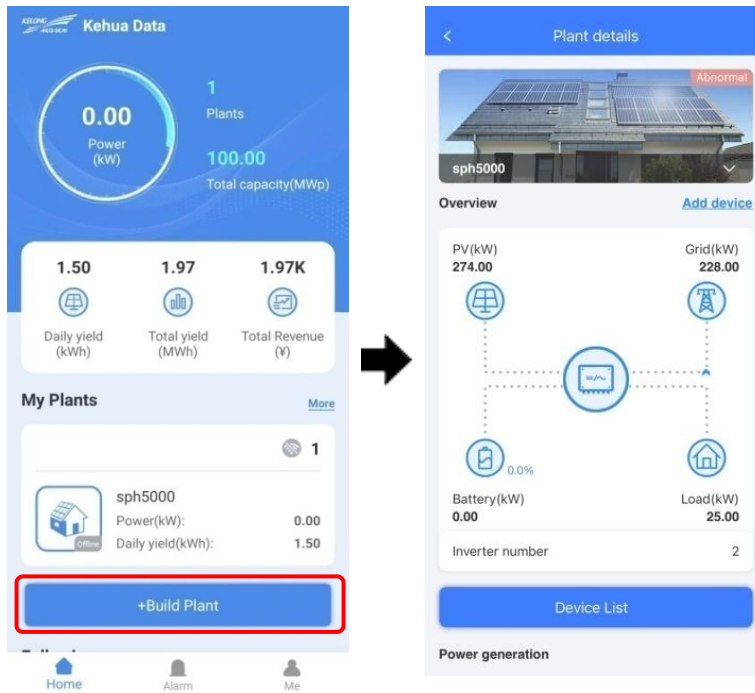 KELONG
Kehua Data
0.00
Power
(kW)
1
Plants
100.00
Total capacity(MWp)
1.50
1.97
1.97K
Daily yield
(kWh)
Total yield
(MWh)
Total Revenue
(¥)
My Plants
More
1
sph5000
Power(kW):
0.00
Offline
Daily yield(kWh):
1.50
+Build Plant
Home
Alarm
Me
Plant details
Abnormal
sph5000
Overview
Add device
PV(kW)
274.00
Grid(kW)
228.00
0.0%
Battery(kW)
0.00
Load(kW)
25.00
Inverter number
2
Device List
Power generation